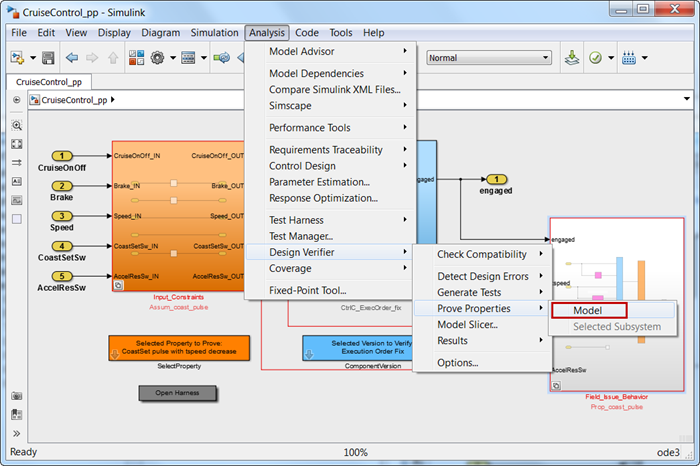 CruiseControl_pp - Simulink
File Edit View Display Diagram Simulation Analysis Code Tools Help
Normal
CruiseControl_pp
CruiseControl_pp
Model Advisor
Model Dependencies
Compare Simulink XML Files...
Simscape
Performance Tools
Requirements Traceability
Control Design
Parameter Estimation...
Response Optimization...
Test Harness
Test Manager...
Design Verifier
Coverage
Fixed-Point Tool...
Check Compatibility
Detect Design Errors
Generate Tests
Prove Properties
Model Slicer...
Results
Options...
Model
Selected Subsystem
1
CruiseOnOff
2
Brake
3
Speed
4
CoastSetSw
5
AccelResSw
CruiseOnOff_IN CruiseOnOff_OUT
Brake_IN Brake_OUT
Speed_IN Speed_OUT
CoastSetSw_IN CoastSetSw_OUT
AccelResSw_IN AccelResSw_OUT
Input_Constraints
Assum_coast_pulse
CtrlC_ExecOrder_fix
1
engaged
engaged
speed
AccelResSw
Field_Issue_Behavior
Prop_coast_pulse
Selected Property to Prove:
CoastSet pulse with tspeed decrease
SelectProperty
Selected Version to Verify
Execution Order Fix
ComponentVersion
Open Harness
Ready 100% ode3